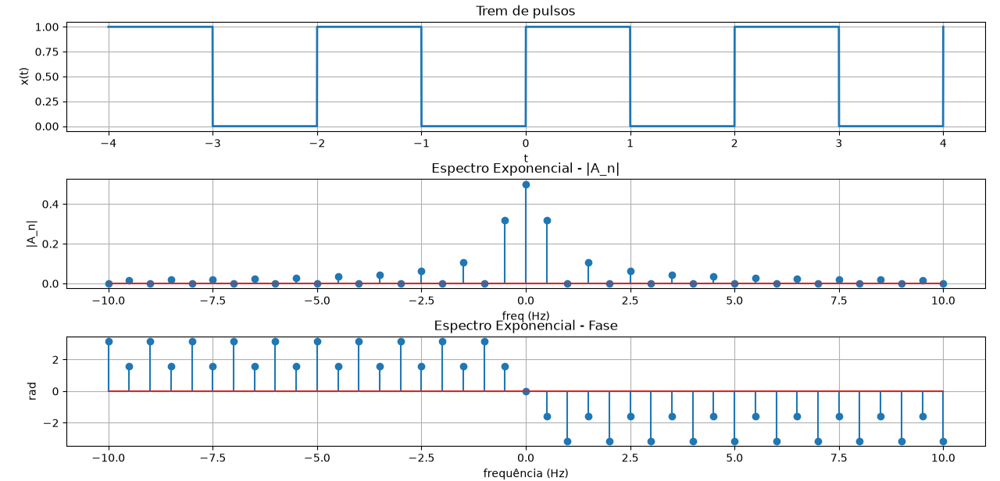 Trem de pulsos
1.00
0.75
0.50
0.25
0.00
x(t)
−4 −3 −2 −1 0 1 2 3 4
t
Espectro Exponencial - |A_n|
0.4
0.2
0.0
|A_n|
−10.0 −7.5 −5.0 −2.5 0.0 2.5 5.0 7.5 10.0
freq (Hz)
Espectro Exponencial - Fase
2
0
−2
rad
−10.0 −7.5 −5.0 −2.5 0.0 2.5 5.0 7.5 10.0
frequência (Hz)